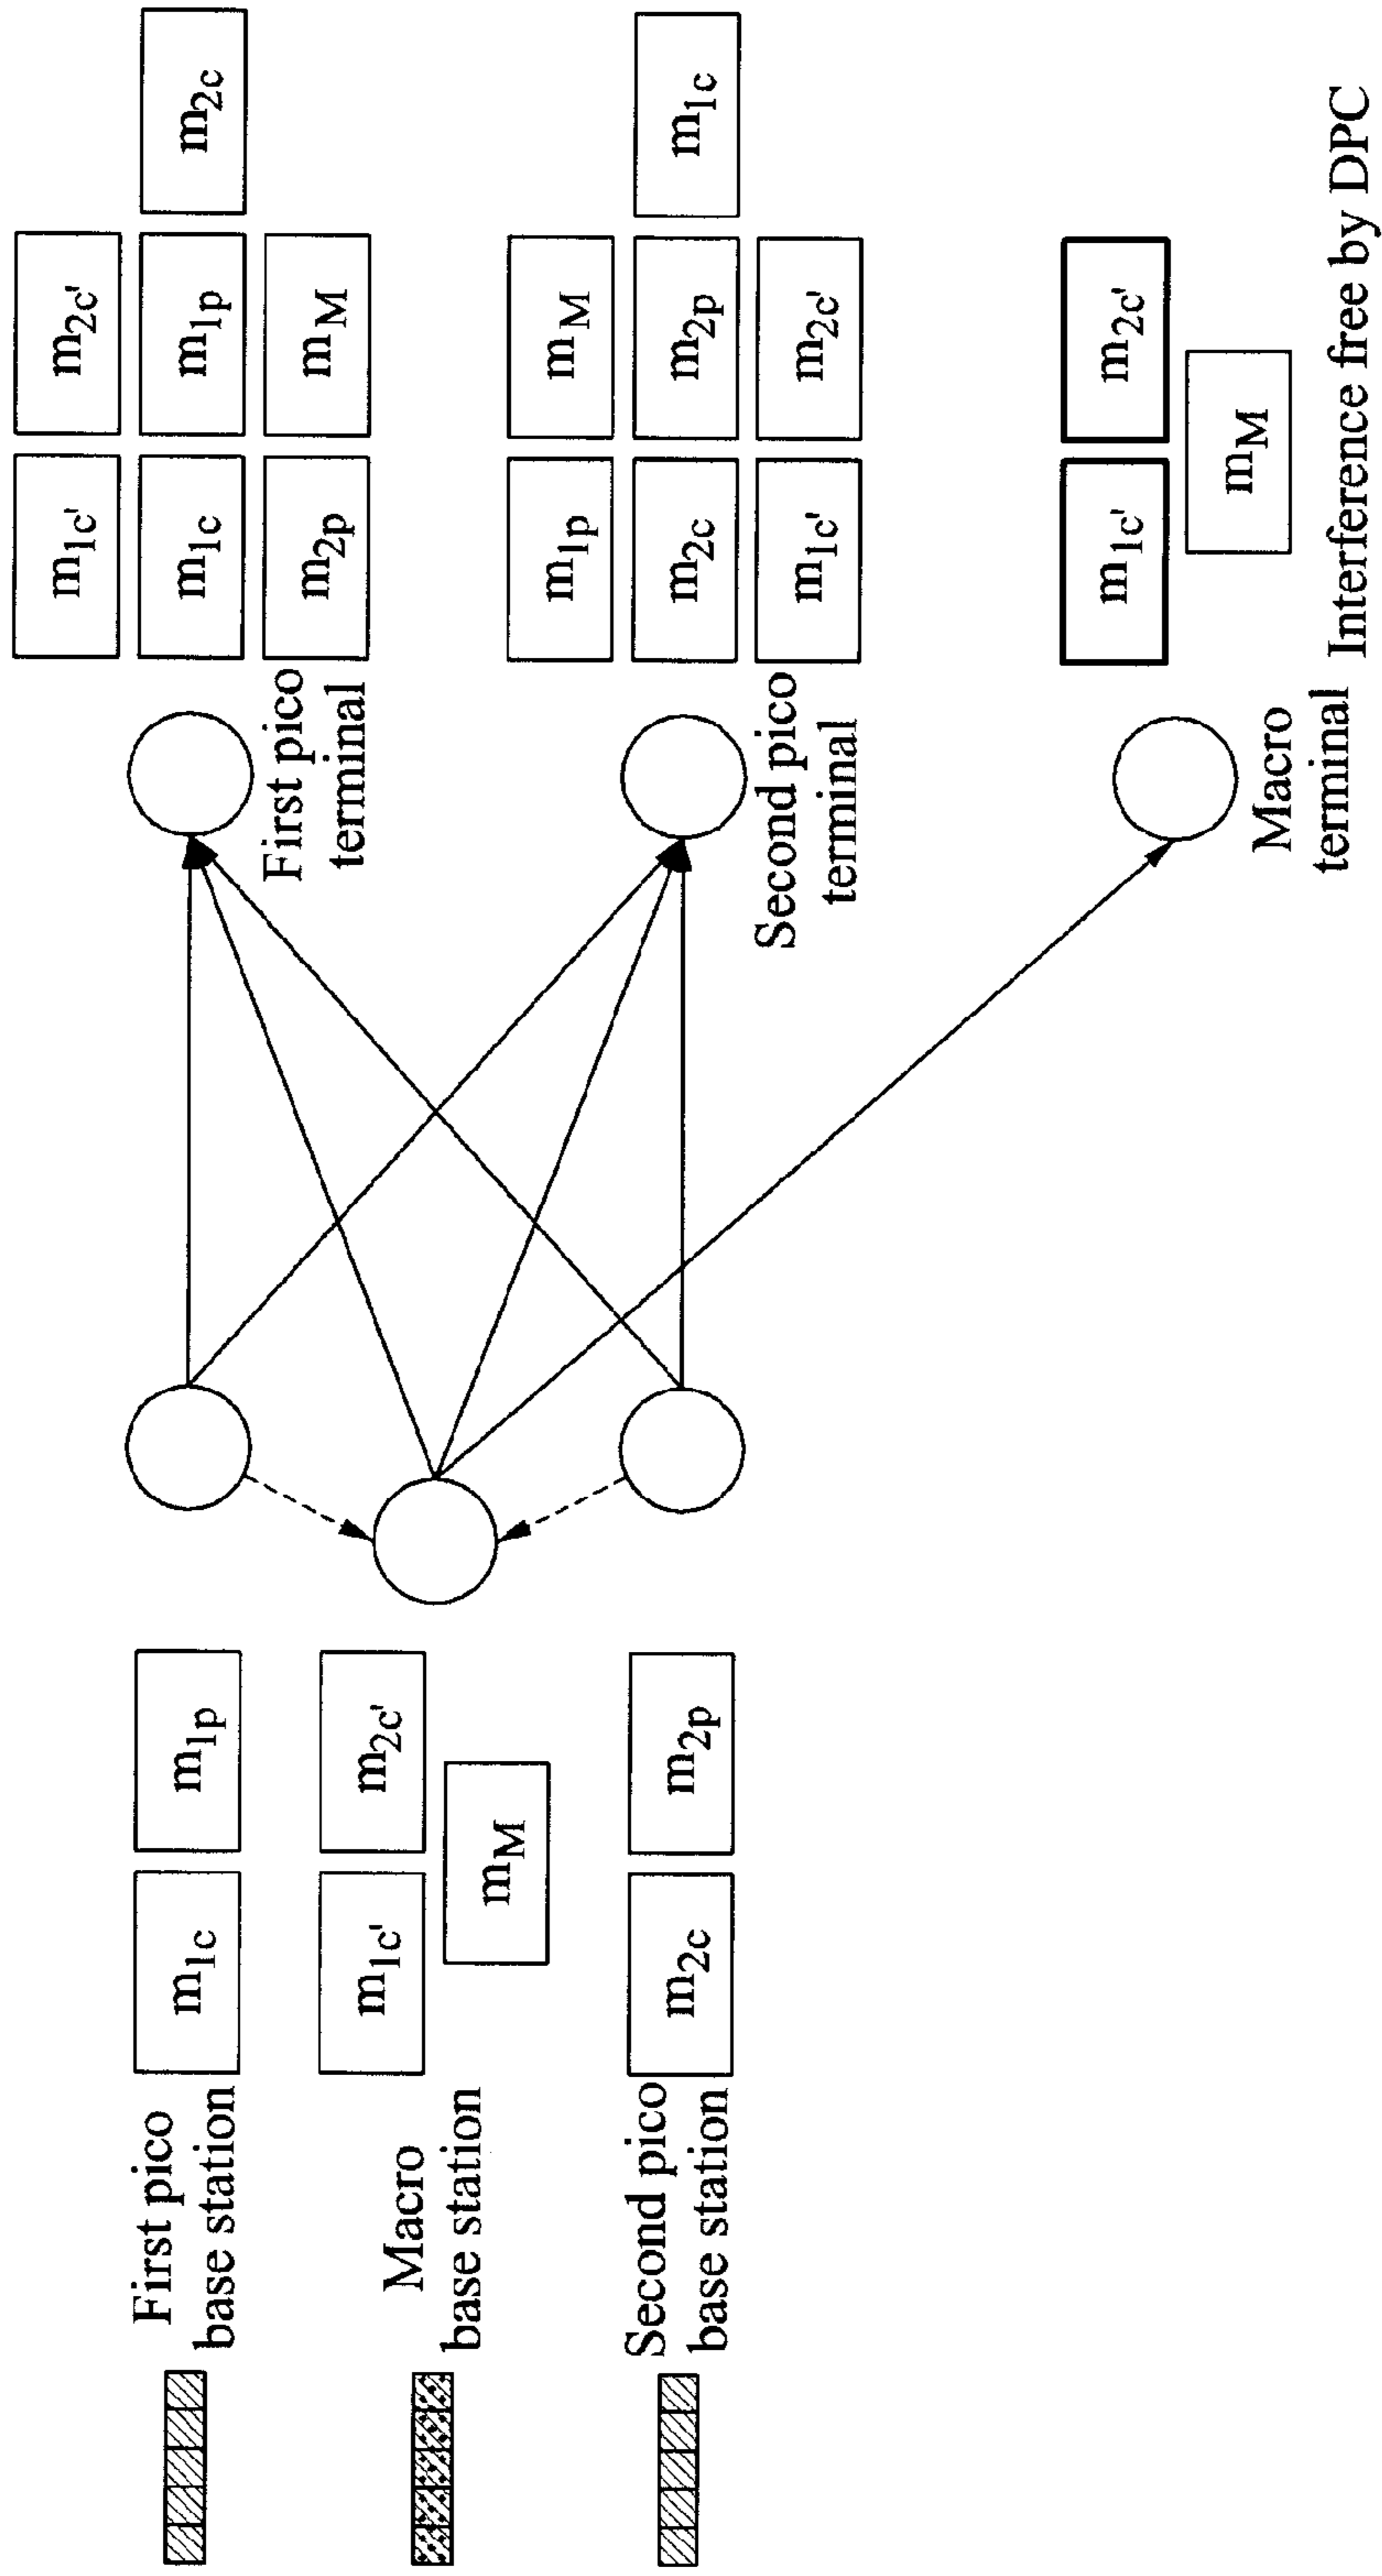 First pico
base station
m1c
m1p
Macro
base station
m1c'
m2c'
mM
Second pico
base station
m2c
m2p
First pico
terminal
m1c'
m2c'
m1c
m1p
m2c
m2p
mM
Second pico
terminal
m1p
mM
m2c
m2p
m1c
m1c'
m2c'
Macro
terminal
m1c'
m2c'
mM
Interference free by DPC